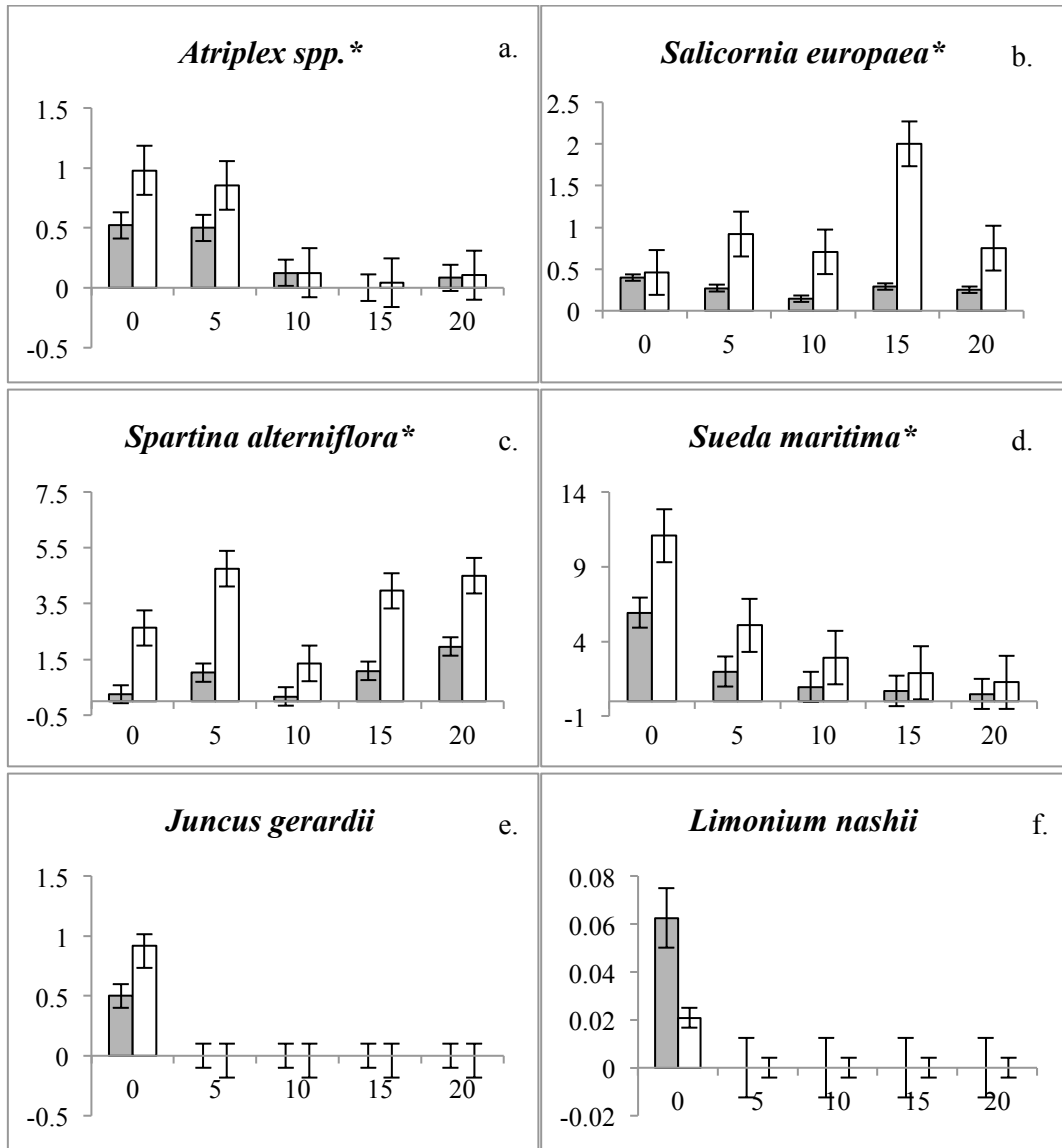 Atriplex spp.* a.
1.5
1
0.5
0
-0.5
0 5 10 15 20
Salicornia europaea* b.
2.5
2
1.5
1
0.5
0
0 5 10 15 20
Spartina alterniflora* c.
7.5
5.5
3.5
1.5
-0.5
0 5 10 15 20
Sueda maritima* d.
14
9
4
-1
0 5 10 15 20
Juncus gerardii e.
1.5
1
0.5
0
-0.5
0 5 10 15 20
Limonium nashii f.
0.08
0.06
0.04
0.02
0
-0.02
0 5 10 15 20